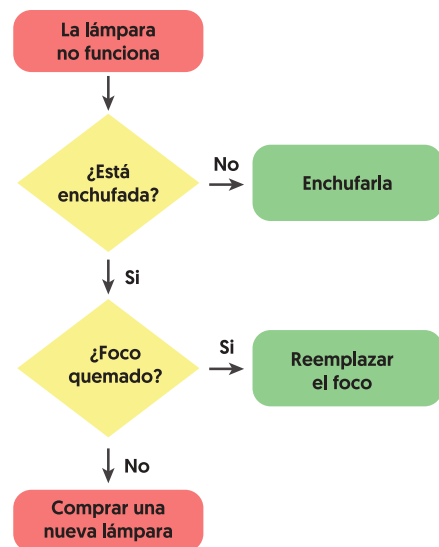 La lámpara
no funciona
¿Está
enchufada?
No
Enchufarla
Si
¿Foco
quemado?
Si
Reemplazar
el foco
No
Comprar una
nueva lámpara